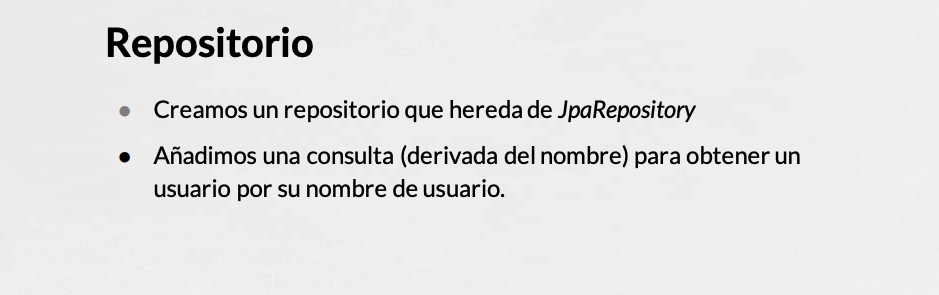 Repositorio
● Creamos un repositorio que hereda de JpaRepository
● Añadimos una consulta (derivada del nombre) para obtener un
usuario por su nombre de usuario.